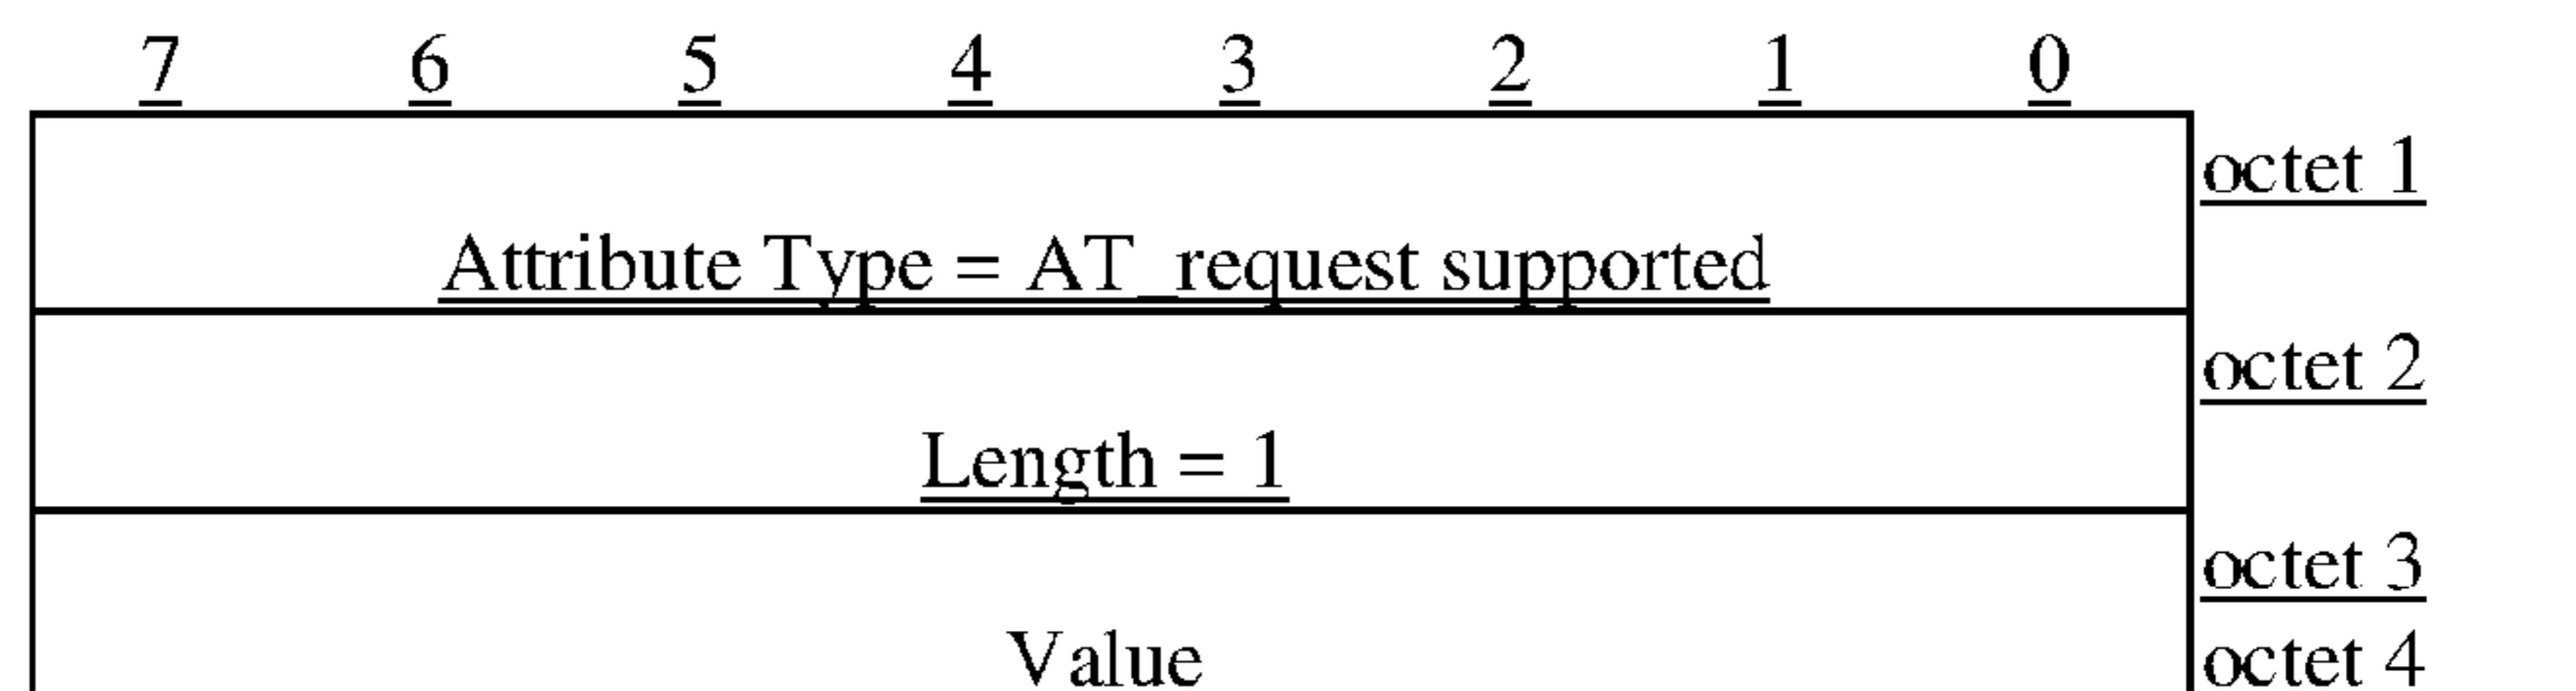 7 6 5 4 3 2 1 0
octet 1
Attribute Type = AT_request supported
octet 2
Length = 1
octet 3
Value octet 4